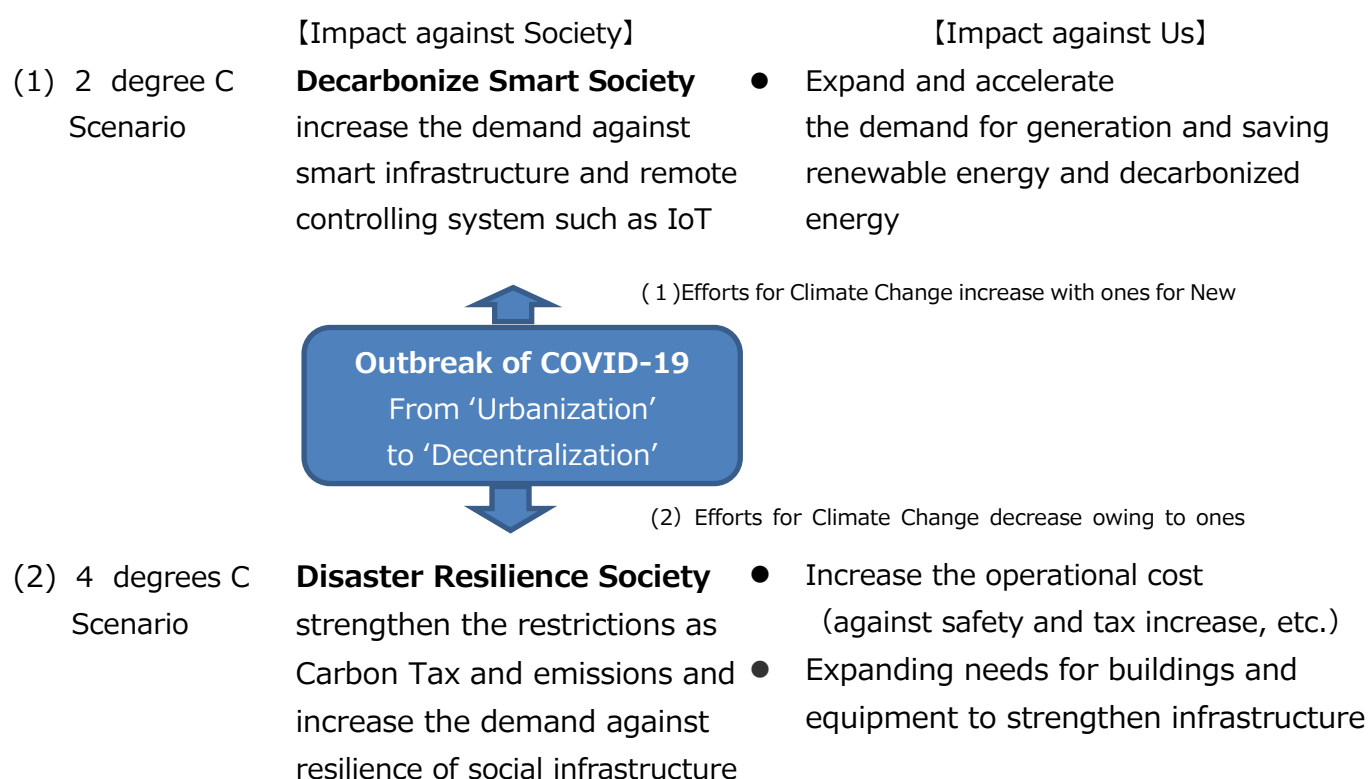 【Impact against Society】
【Impact against Us】
(1) 2 degree C
Scenario
Decarbonize Smart Society
increase the demand against
smart infrastructure and remote
controlling system such as IoT
● Expand and accelerate
the demand for generation and saving
renewable energy and decarbonized
energy
(１)Efforts for Climate Change increase with ones for New
Outbreak of COVID-19
From ‘Urbanization’
to ‘Decentralization’
(2) Efforts for Climate Change decrease owing to ones
(2) 4 degrees C
Scenario
Disaster Resilience Society
strengthen the restrictions as
Carbon Tax and emissions and
increase the demand against
resilience of social infrastructure
● Increase the operational cost
（against safety and tax increase, etc.）
● Expanding needs for buildings and
equipment to strengthen infrastructure